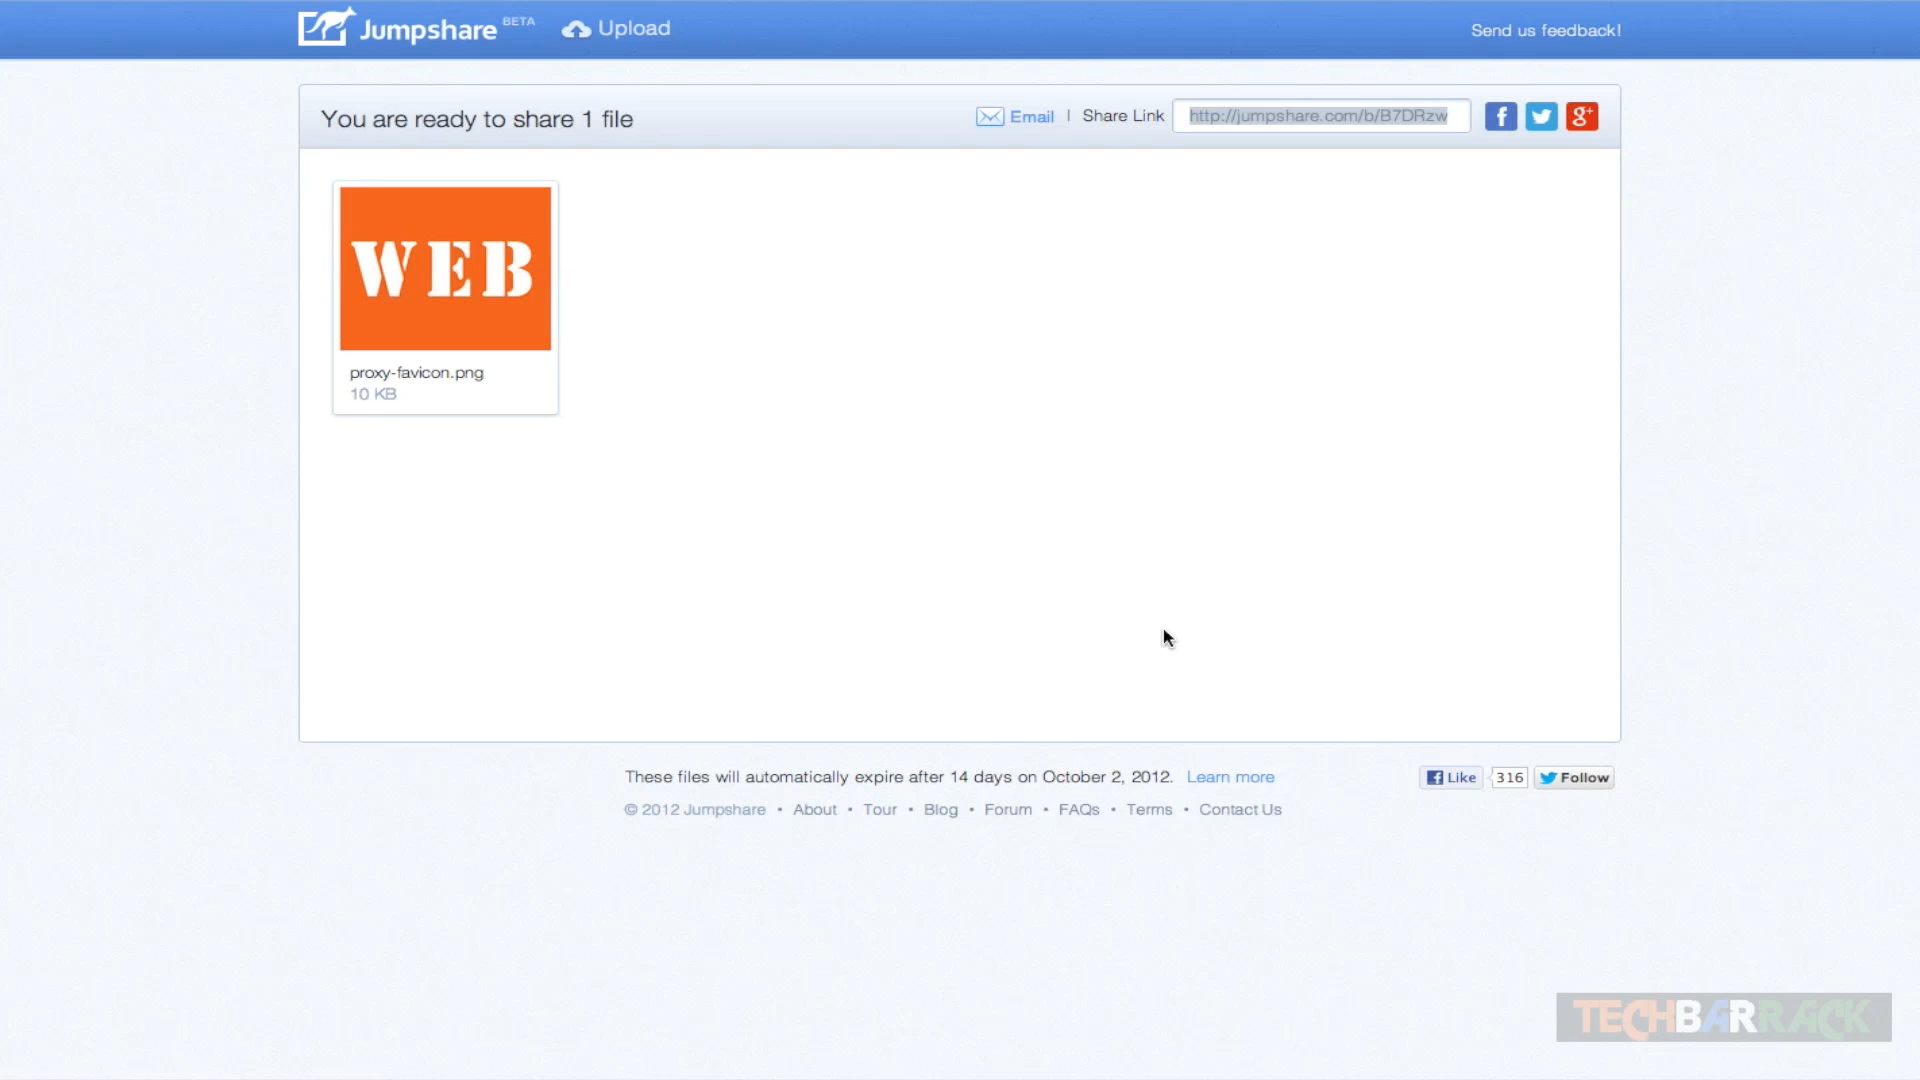 Jumpshare BETA Upload Send us feedback!
You are ready to share 1 file Email | Share Link http://jumpshare.com/b/B7DRzw f g+
WEB
proxy-favicon.png
10 KB
These files will automatically expire after 14 days on October 2, 2012. Learn more f Like 316 Follow
© 2012 Jumpshare • About • Tour • Blog • Forum • FAQs • Terms • Contact Us
TECHBARRACK